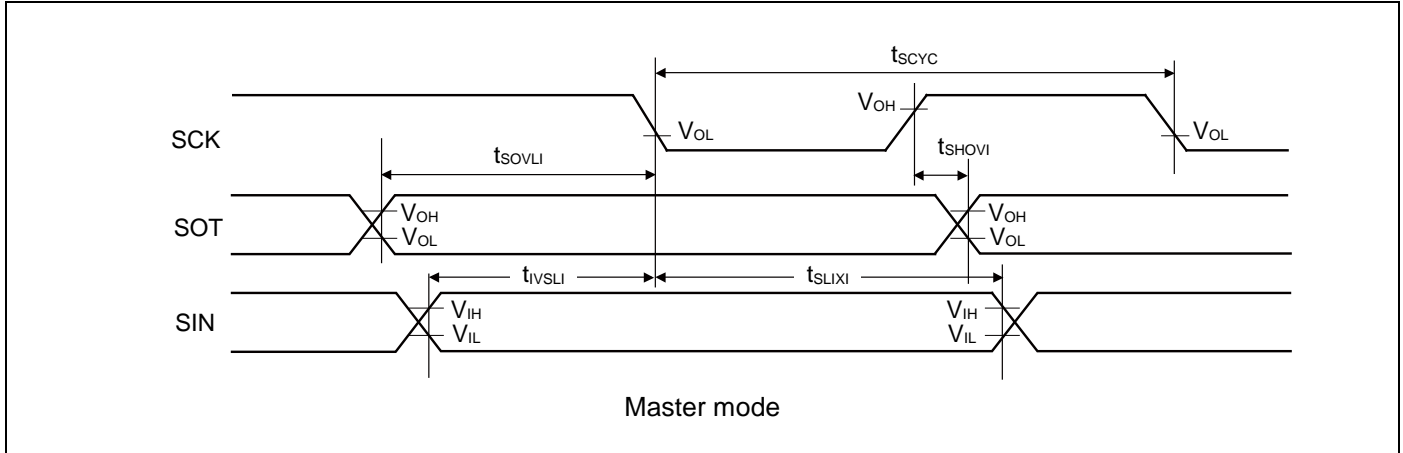 tSCYC
VOH
SCK
VOL
VOL
tSOVLI
tSHOVI
VOH
VOH
SOT
VOL
VOL
tIVSLI
tSLIXI
VIH
VIH
SIN
VIL
VIL
Master mode